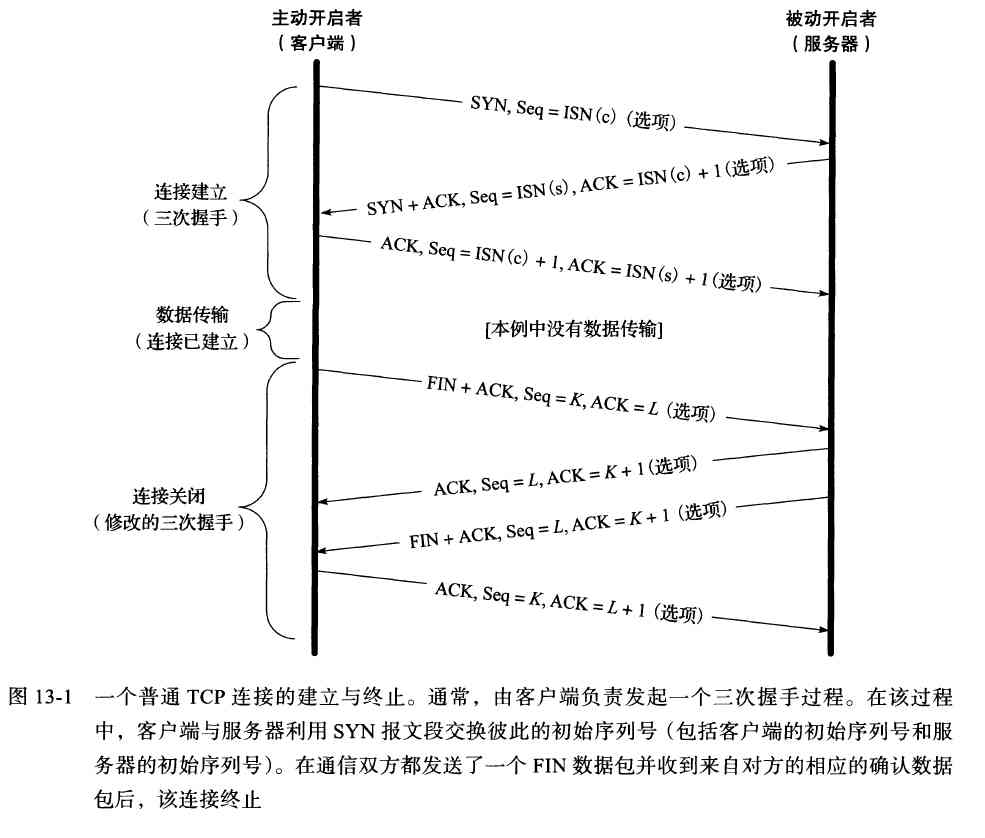 主动开启者
（客户端）
被动开启者
（服务器）
SYN, Seq = ISN(c) (选项)
SYN + ACK, Seq = ISN(s), ACK = ISN(c) + 1(选项)
连接建立
（三次握手）
ACK, Seq = ISN(c) + 1, ACK = ISN(s) + 1(选项)
数据传输
（连接已建立）
[本例中没有数据传输]
FIN + ACK, Seq = K, ACK = L (选项)
ACK, Seq = L, ACK = K + 1(选项)
连接关闭
（修改的三次握手）
FIN + ACK, Seq = L, ACK = K + 1 (选项)
ACK, Seq = K, ACK = L + 1 (选项)
图 13-1 一个普通 TCP 连接的建立与终止。通常，由客户端负责发起一个三次握手过程。在该过程
中，客户端与服务器利用 SYN 报文段交换彼此的初始序列号（包括客户端的初始序列号和服
务器的初始序列号）。在通信双方都发送了一个 FIN 数据包并收到来自对方的相应的确认数据
包后，该连接终止